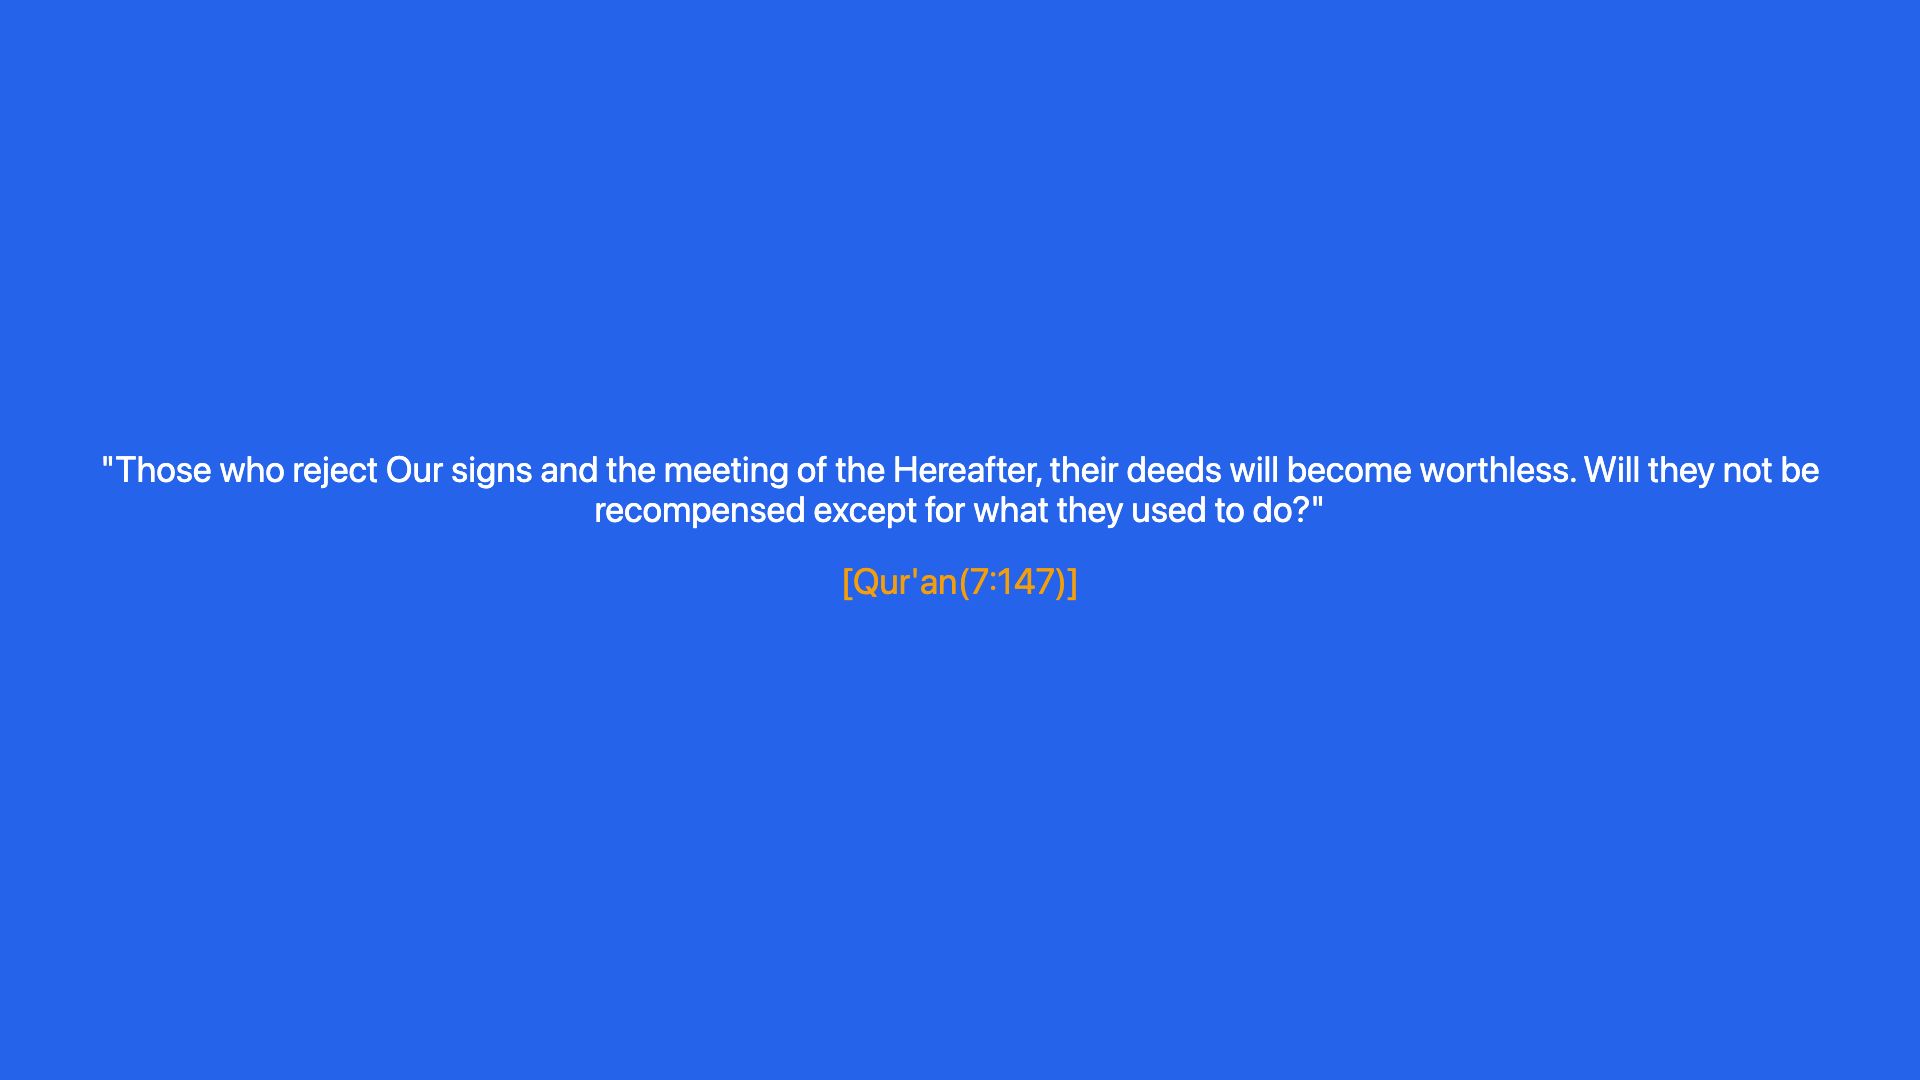 "Those who reject Our signs and the meeting of the Hereafter, their deeds will become worthless. Will they not be
recompensed except for what they used to do?"
[Qur'an(7:147)]